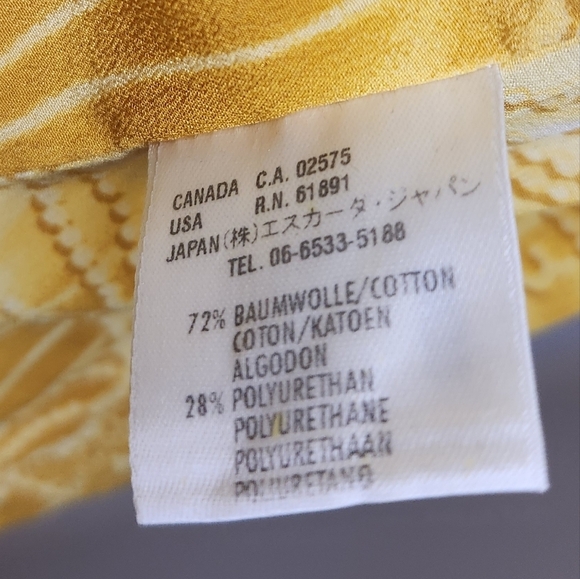 CANADA C.A. 02575
USA R.N. 61891
JAPAN (株)エスカーダ・ジャパン
TEL. 06-6533-5188
72% BAUMWOLLE/COTTON
COTON/KATOEN
ALGODON
28% POLYURETHAN
POLYURETHANE
POLYURETHAAN
POLIURETANO